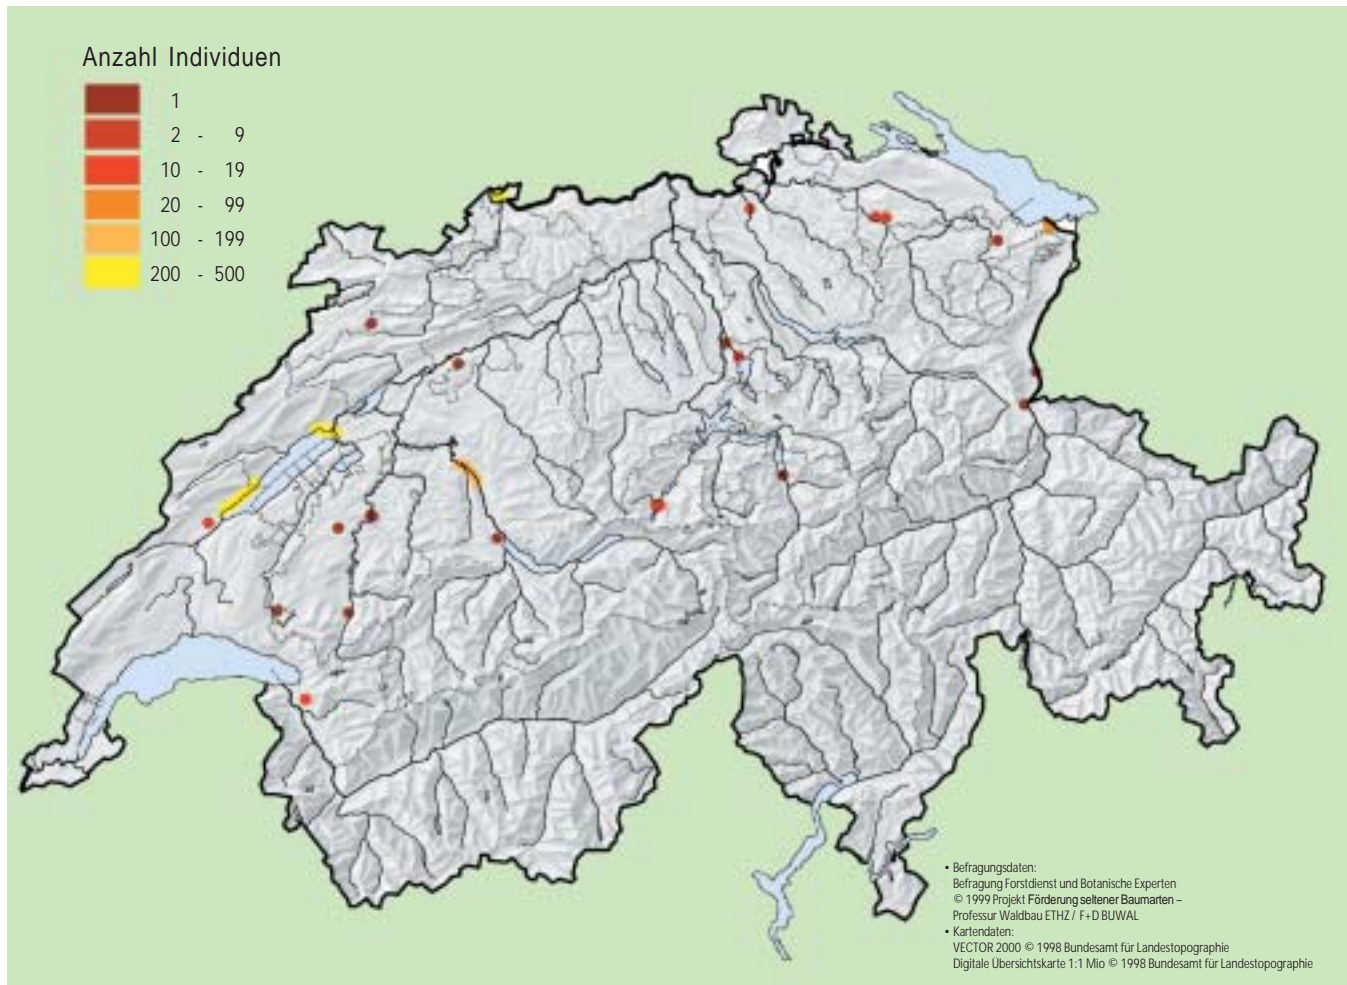 Anzahl Individuen
1
2 - 9
10 - 19
20 - 99
100 - 199
200 - 500
• Befragungsdaten:
Befragung Forstdienst und Botanische Experten
© 1999 Projekt Förderung seltener Baumarten –
Professur Waldbau ETHZ / F+D BUWAL
• Kartendaten:
VECTOR 2000 © 1998 Bundesamt für Landestopographie
Digitale Übersichtskarte 1:1 Mio © 1998 Bundesamt für Landestopographie